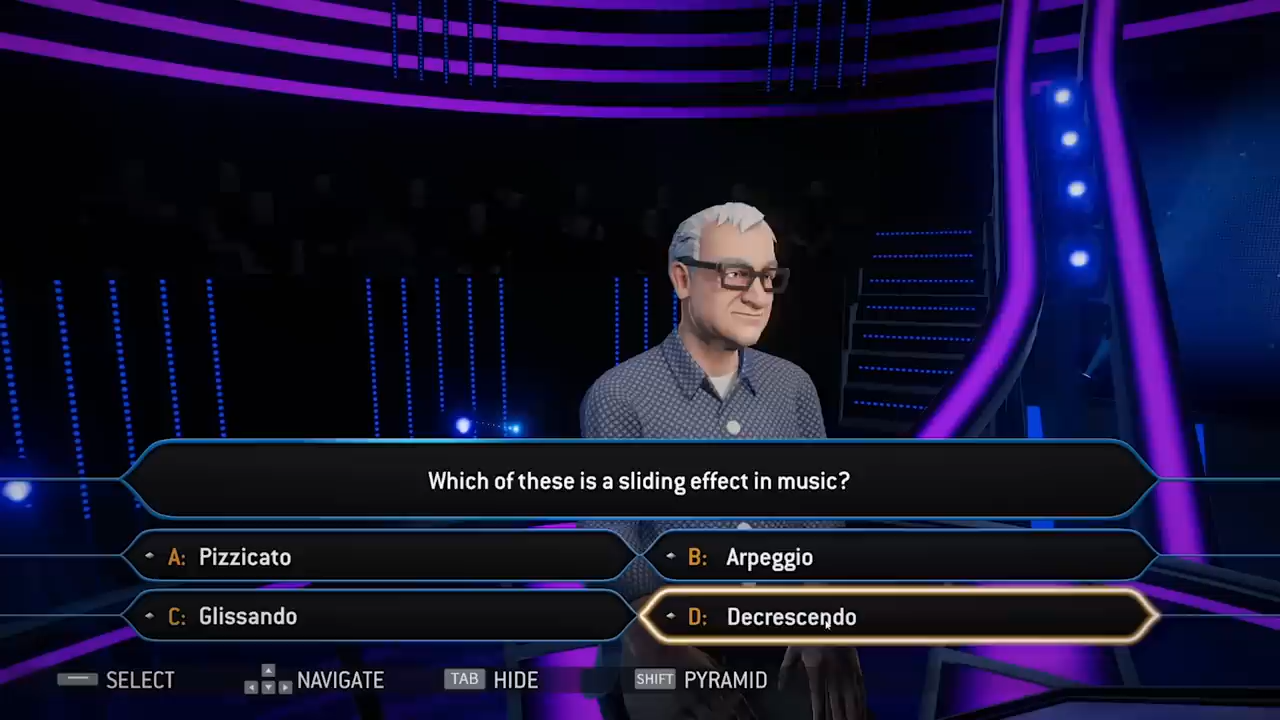 Which of these is a sliding effect in music?
A: Pizzicato
B: Arpeggio
C: Glissando
D: Decrescendo
SELECT NAVIGATE TAB HIDE SHIFT PYRAMID